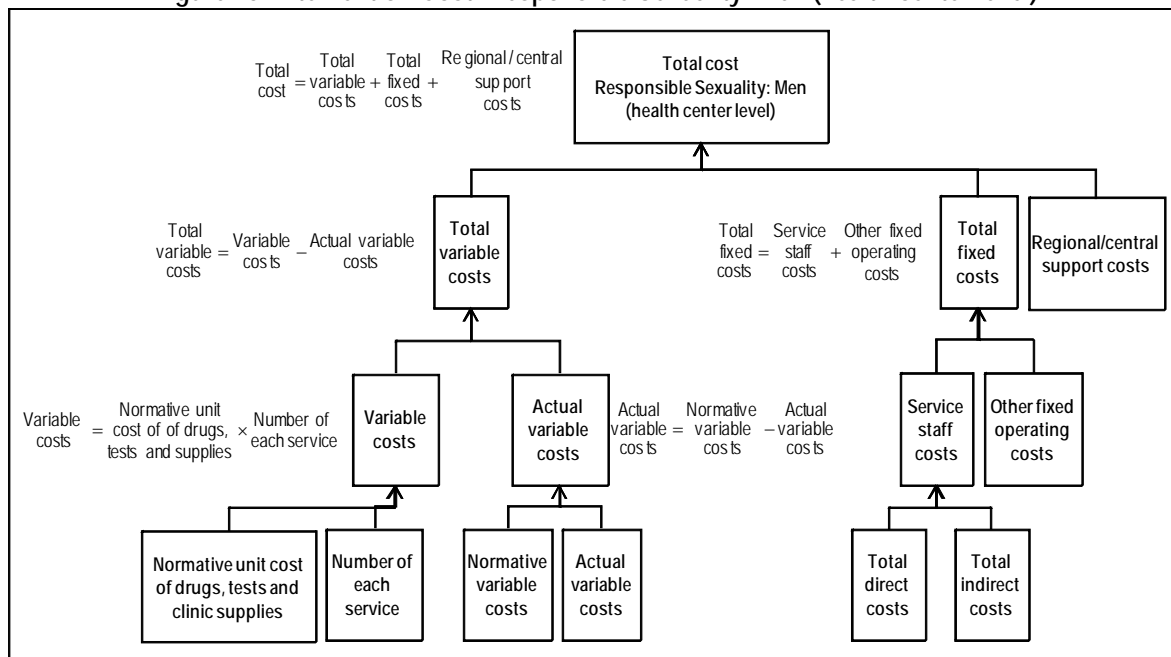 Total cost = Total variable costs + Total fixed costs + Regional/central support costs
Total cost
Responsible Sexuality: Men
(health center level)
Total variable costs = Variable costs − Actual variable costs
Total
variable
costs
Total fixed costs = Service staff costs + Other fixed operating costs
Total
fixed
costs
Regional/central
support costs
Variable costs = Normative unit cost of of drugs, tests and supplies × Number of each service
Variable
costs
Actual
variable
costs
Actual variable costs = Normative variable costs − Actual variable costs
Service
staff
costs
Other fixed
operating
costs
Normative unit cost
of drugs, tests and
clinic supplies
Number of
each
service
Normative
variable
costs
Actual
variable
costs
Total
direct
costs
Total
indirect
costs